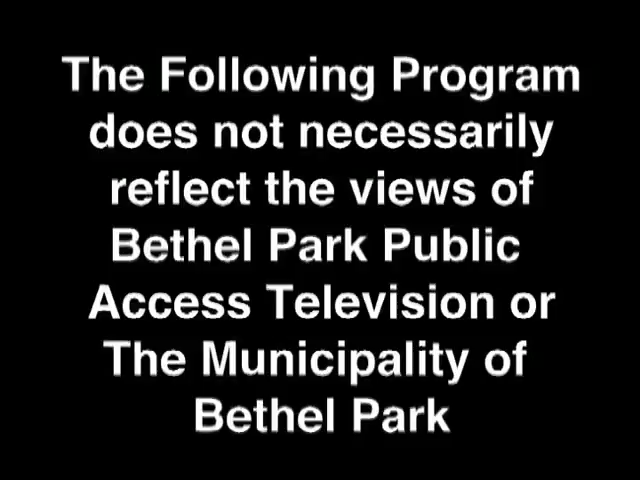 The Following Program
does not necessarily
reflect the views of
Bethel Park Public
Access Television or
The Municipality of
Bethel Park